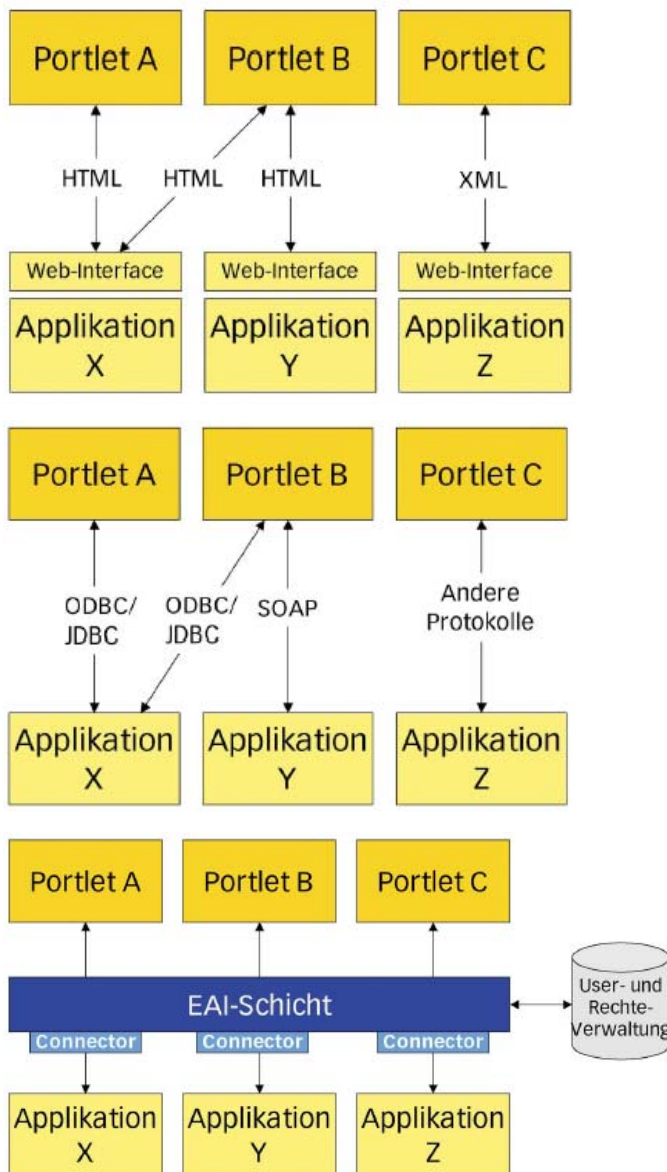 Portlet A
Portlet B
Portlet C
HTML
HTML
HTML
XML
Web-Interface
Web-Interface
Web-Interface
Applikation
X
Applikation
Y
Applikation
Z
Portlet A
Portlet B
Portlet C
ODBC/
JDBC
ODBC/
JDBC
SOAP
Andere
Protokolle
Applikation
X
Applikation
Y
Applikation
Z
Portlet A
Portlet B
Portlet C
EAI-Schicht
User- und
Rechte-
Verwaltung
Connector
Connector
Connector
Applikation
X
Applikation
Y
Applikation
Z